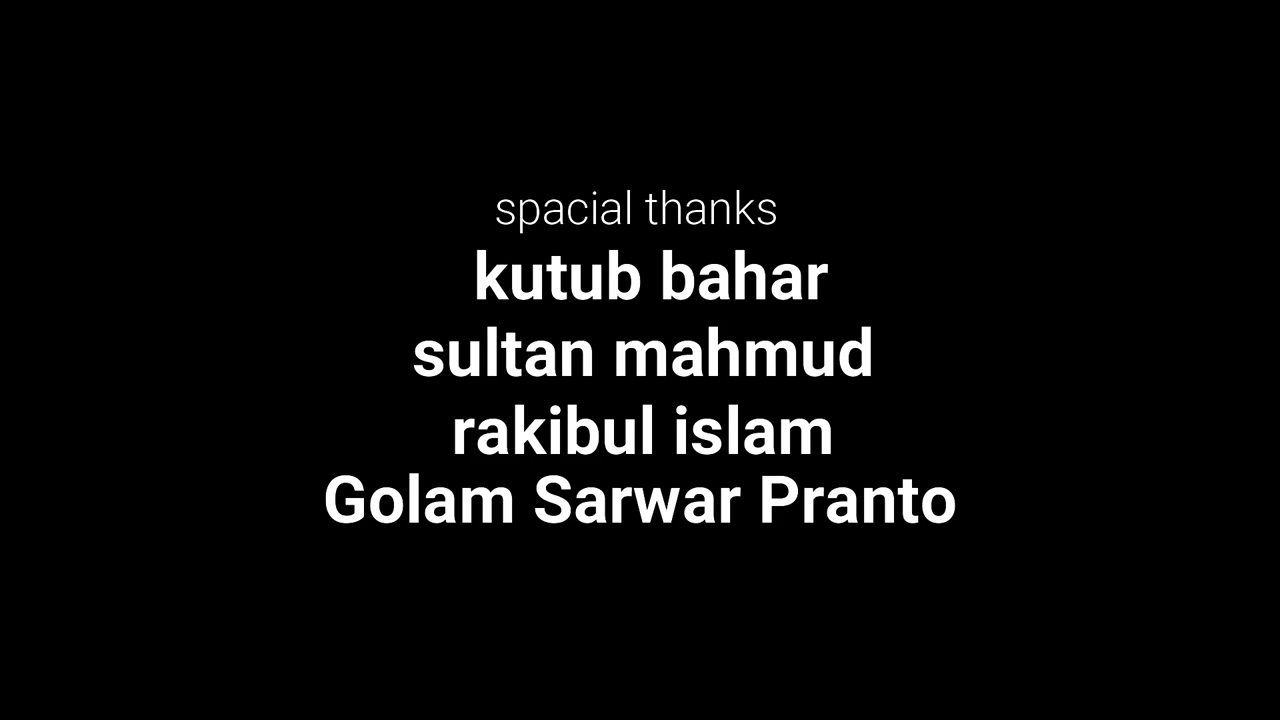 spacial thanks
kutub bahar
sultan mahmud
rakibul islam
Golam Sarwar Pranto